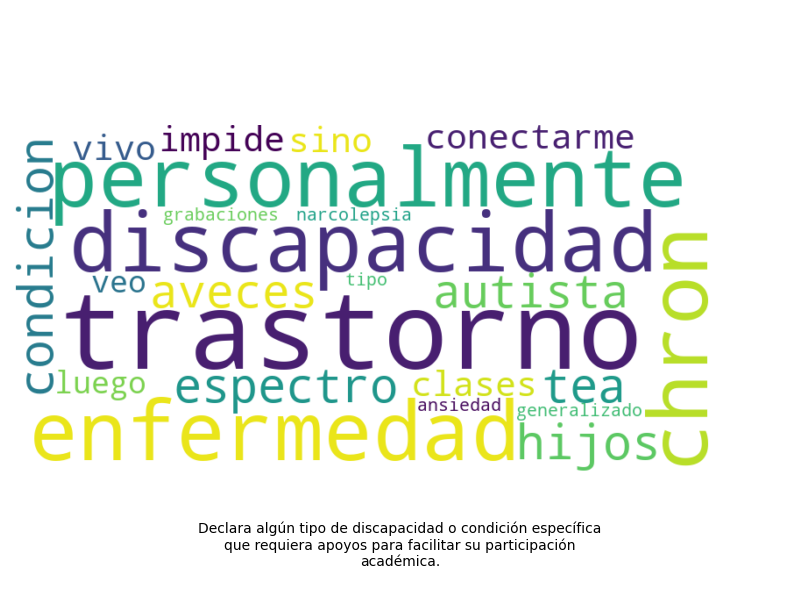 vivo impide sino conectarme
condicion
personalmente
grabaciones narcolepsia
discapacidad
chron
veo aveces tipo autista
trastorno
luego espectro clases tea
ansiedad generalizado
enfermedad hijos
Declara algún tipo de discapacidad o condición específica
que requiera apoyos para facilitar su participación
académica.